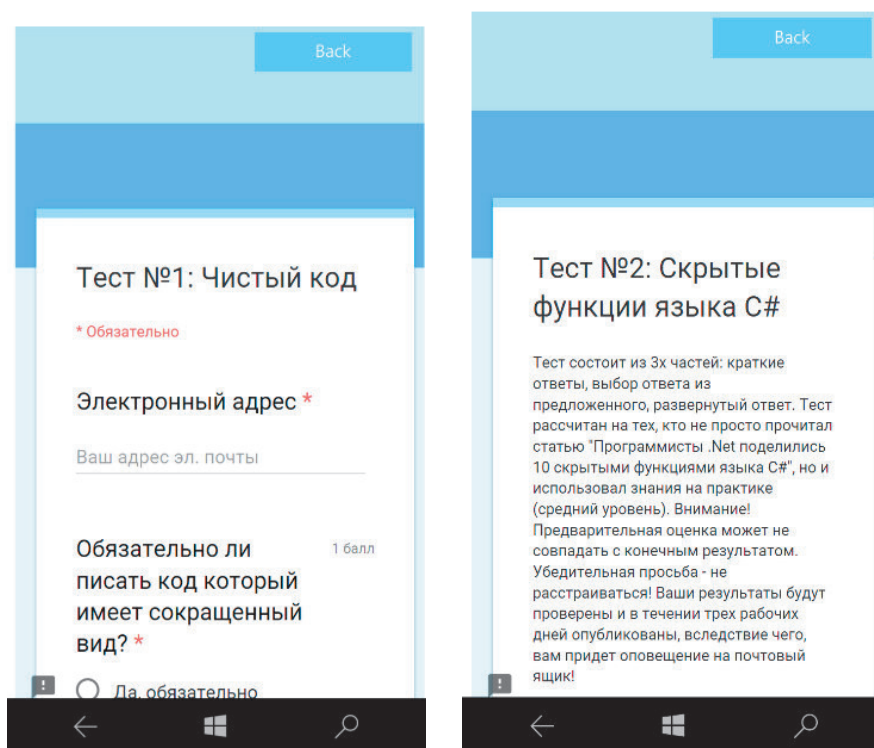 Back
Тест №1: Чистый код
* Обязательно
Электронный адрес *
Ваш адрес эл. почты
Обязательно ли
1 балл
писать код который
имеет сокращенный
вид? *
Да, обязательно
Back
Тест №2: Скрытые
функции языка C#
Тест состоит из 3х частей: краткие
ответы, выбор ответа из
предложенного, развернутый ответ. Тест
рассчитан на тех, кто не просто прочитал
статью "Программисты .Net поделились
10 скрытыми функциями языка C#", но и
использовал знания на практике
(средний уровень). Внимание!
Предварительная оценка может не
совпадать с конечным результатом.
Убедительная просьба - не
расстраиваться! Ваши результаты будут
проверены и в течении трех рабочих
дней опубликованы, вследствие чего,
вам придет оповещение на почтовый
ящик!